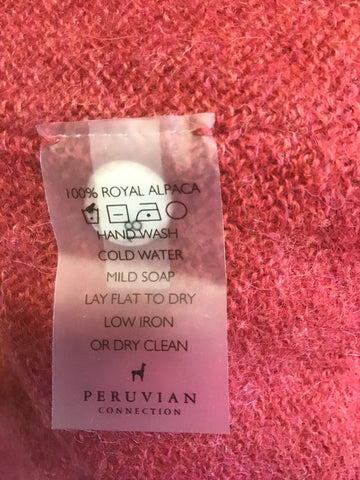 100% ROYAL ALPACA
HAND WASH
COLD WATER
MILD SOAP
LAY FLAT TO DRY
LOW IRON
OR DRY CLEAN
PERUVIAN
CONNECTION